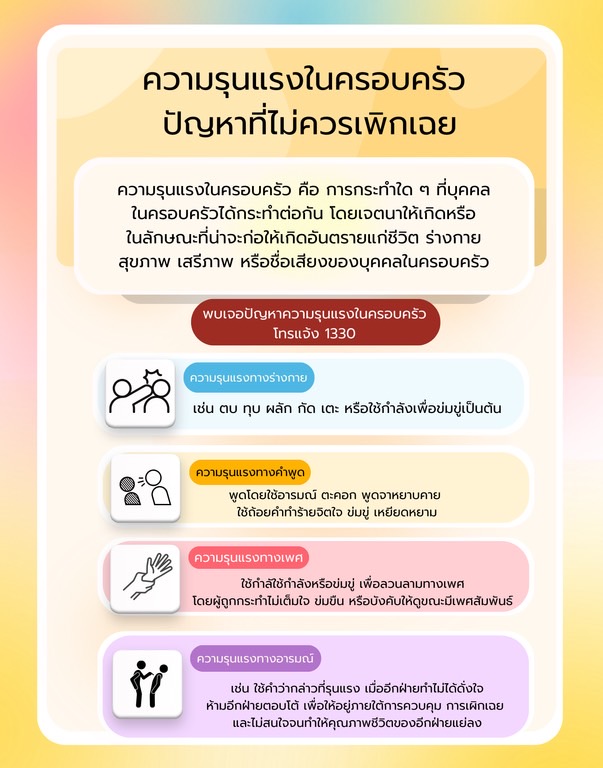 ความรุนแรงในครอบครัว
ปัญหาที่ไม่ควรเพิกเฉย
ความรุนแรงในครอบครัว คือ การกระทำใด ๆ ที่บุคคล
ในครอบครัวได้กระทำต่อกัน โดยเจตนาให้เกิดหรือ
ในลักษณะที่น่าจะก่อให้เกิดอันตรายแก่ชีวิต ร่างกาย
สุขภาพ เสรีภาพ หรือชื่อเสียงของบุคคลในครอบครัว
พบเจอปัญหาความรุนแรงในครอบครัว
โทรแจ้ง 1330
ความรุนแรงทางร่างกาย
เช่น ตบ ทุบ ผลัก กัด เตะ หรือใช้กำลังเพื่อข่มขู่เป็นต้น
ความรุนแรงทางคำพูด
พูดโดยใช้อารมณ์ ตะคอก พูดจาหยาบคาย
ใช้ถ้อยคำทำร้ายจิตใจ ข่มขู่ เหยียดหยาม
ความรุนแรงทางเพศ
ใช้กำลัใช้กำลังหรือข่มขู่ เพื่อลวนลามทางเพศ
โดยผู้ถูกกระทำไม่เต็มใจ ข่มขืน หรือบังคับให้ดูขณะมีเพศสัมพันธ์
ความรุนแรงทางอารมณ์
เช่น ใช้คำว่ากล่าวที่รุนแรง เมื่ออีกฝ่ายทำไม่ได้ดั่งใจ
ห้ามอีกฝ่ายตอบโต้ เพื่อให้อยู่ภายใต้การควบคุม การเผิกเฉย
และไม่สนใจจนทำให้คุณภาพชีวิตของอีกฝ่ายแย่ลง